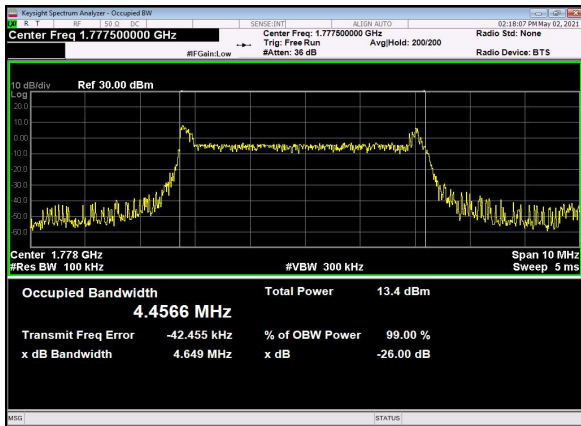 Keysight Spectrum Analyzer - Occupied BW
R T RF 50 Ω DC SENSE:INT ALIGN AUTO 02:18:07 PM May 02, 2021
Center Freq 1.777500000 GHz Center Freq: 1.777500000 GHz Radio Std: None
Trig: Free Run Avg|Hold: 200/200
#IFGain:Low #Atten: 36 dB Radio Device: BTS
10 dB/div Ref 30.00 dBm
Log
20.0
10.0
0.00
-10.0
-20.0
-30.0
-40.0
-50.0
-60.0
Center 1.778 GHz Span 10 MHz
#Res BW 100 kHz #VBW 300 kHz Sweep 5 ms
Occupied Bandwidth Total Power 13.4 dBm
4.4566 MHz
Transmit Freq Error -42.455 kHz % of OBW Power 99.00 %
x dB Bandwidth 4.649 MHz x dB -26.00 dB
MSG STATUS